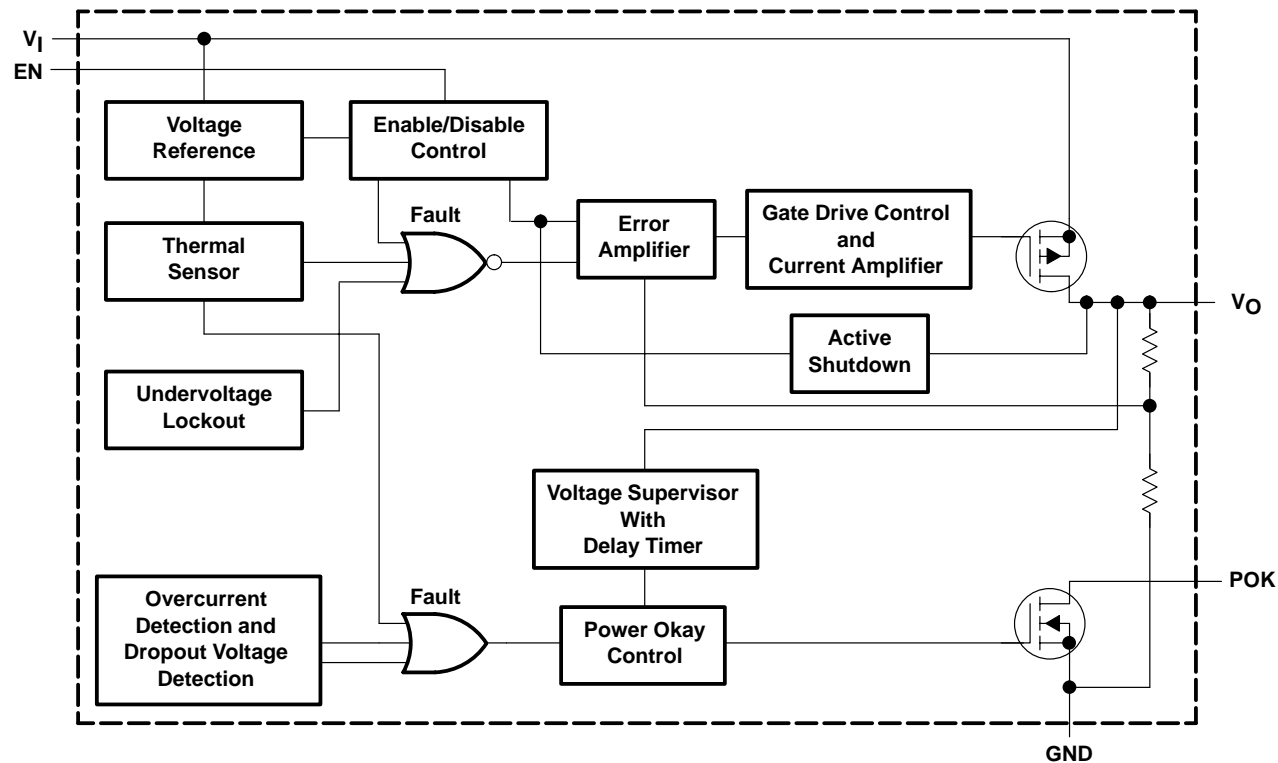 VI
EN
Voltage
Reference
Enable/Disable
Control
Fault
Thermal
Sensor
Error
Amplifier
Gate Drive Control
and
Current Amplifier
VO
Active
Shutdown
Undervoltage
Lockout
Voltage Supervisor
With
Delay Timer
POK
Overcurrent
Detection and
Dropout Voltage
Detection
Fault
Power Okay
Control
GND